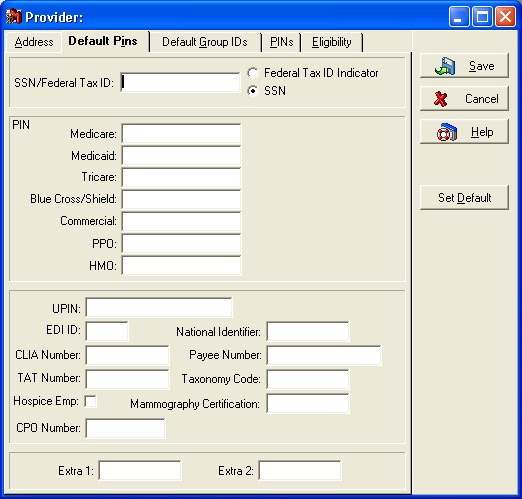 Provider:
Address Default Pins Default Group IDs PINs Eligibility
SSN/Federal Tax ID: Federal Tax ID Indicator
SSN
Save
Cancel
Help
Set Default
PIN
Medicare:
Medicaid:
Tricare:
Blue Cross/Shield:
Commercial:
PPO:
HMO:
UPIN:
EDI ID: National Identifier:
CLIA Number: Payee Number:
TAT Number: Taxonomy Code:
Hospice Emp: Mammography Certification:
CPO Number:
Extra 1: Extra 2: